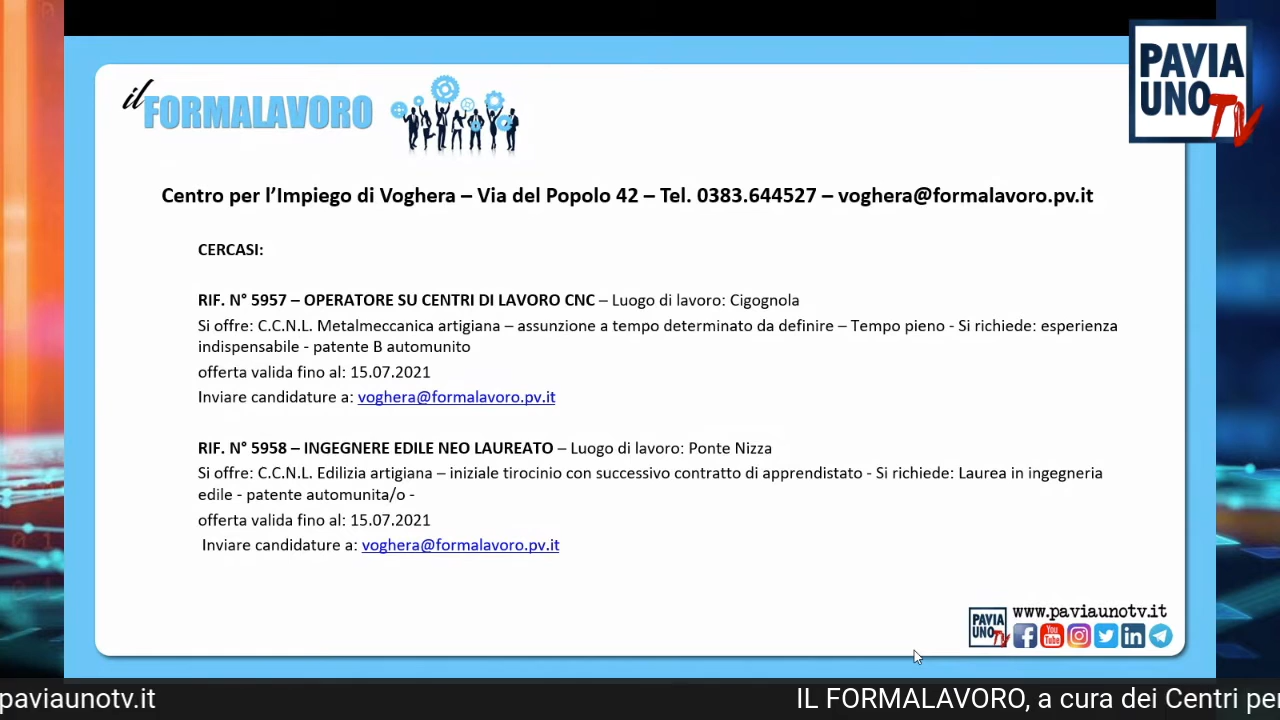 PAVIA
UNO TV
il FORMALAVORO
Centro per l’Impiego di Voghera – Via del Popolo 42 – Tel. 0383.644527 – voghera@formalavoro.pv.it
CERCASI:
RIF. N° 5957 – OPERATORE SU CENTRI DI LAVORO CNC – Luogo di lavoro: Cigognola
Si offre: C.C.N.L. Metalmeccanica artigiana – assunzione a tempo determinato da definire – Tempo pieno - Si richiede: esperienza
indispensabile - patente B automunito
offerta valida fino al: 15.07.2021
Inviare candidature a: voghera@formalavoro.pv.it
RIF. N° 5958 – INGEGNERE EDILE NEO LAUREATO – Luogo di lavoro: Ponte Nizza
Si offre: C.C.N.L. Edilizia artigiana – iniziale tirocinio con successivo contratto di apprendistato - Si richiede: Laurea in ingegneria
edile - patente automunita/o -
offerta valida fino al: 15.07.2021
Inviare candidature a: voghera@formalavoro.pv.it
www.paviaunotv.it
PAVIA
UNO TV
You
Tube
paviaunotv.it IL FORMALAVORO, a cura dei Centri per